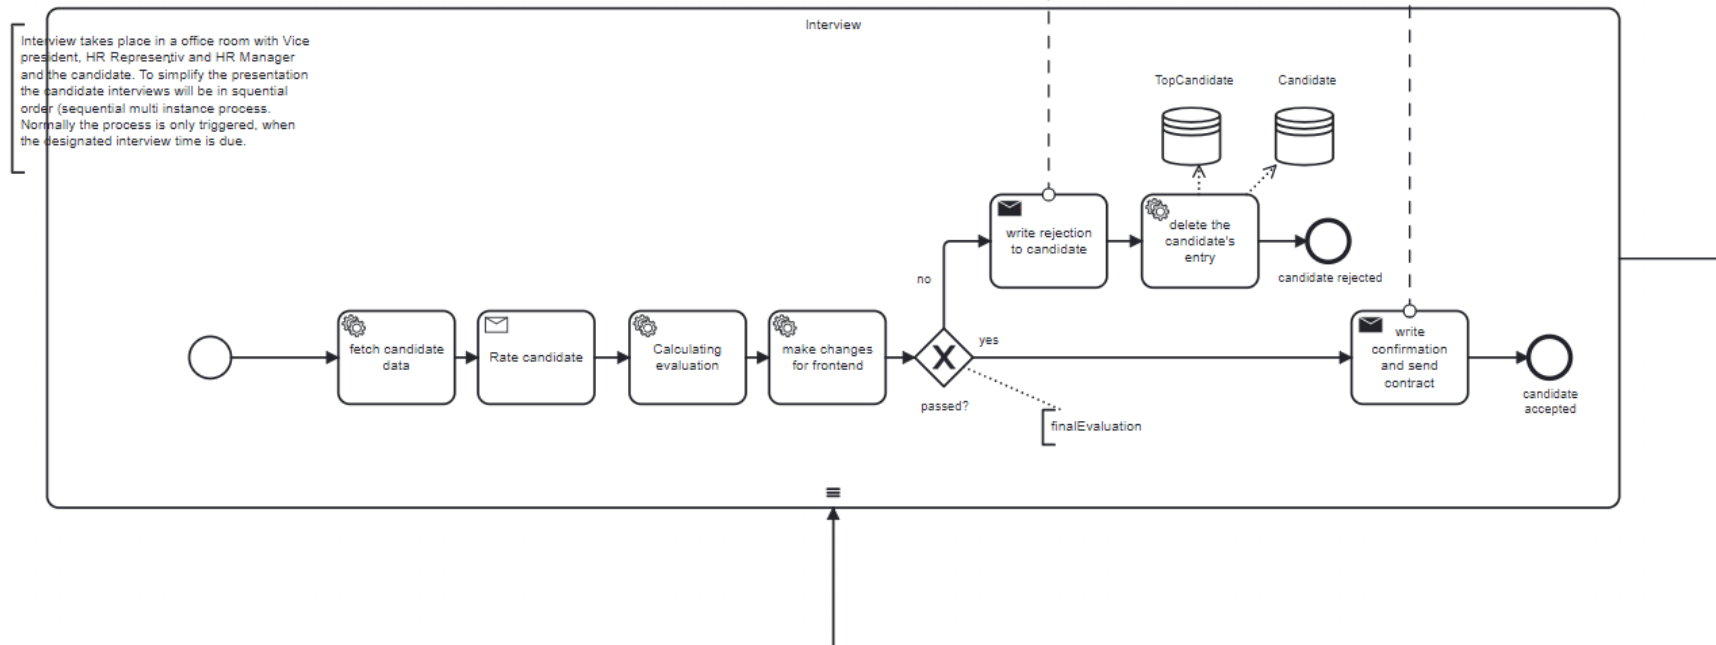 Interview
Interview takes place in a office room with Vice
president, HR Representiv and HR Manager
and the candidate. To simplify the presentation
the candidate interviews will be in squential
order (sequential multi instance process.
Normally the process is only triggered, when
the designated interview time is due.
TopCandidate
Candidate
write rejection
to candidate
delete the
candidate's
entry
candidate rejected
no
fetch candidate
data
Rate candidate
Calculating
evaluation
make changes
for frontend
yes
passed?
finalEvaluation
write
confirmation
and send
contract
candidate
accepted